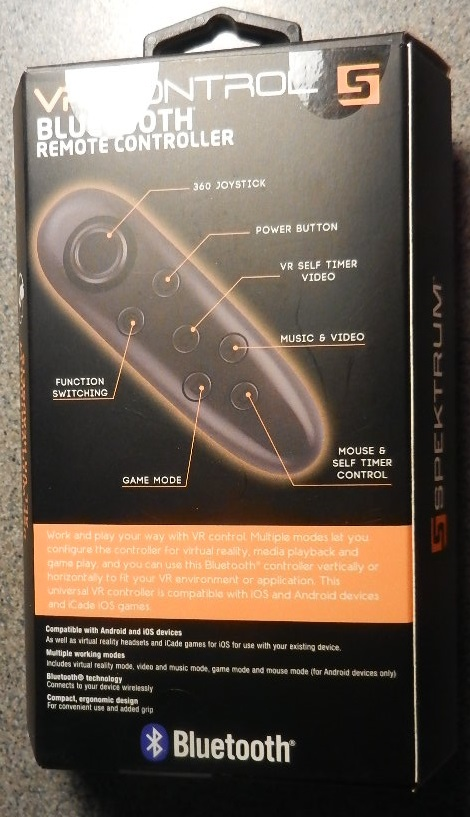 VR CONTROL S
BLUETOOTH
REMOTE CONTROLLER
360 JOYSTICK
POWER BUTTON
VR SELF TIMER
VIDEO
MUSIC & VIDEO
FUNCTION
SWITCHING
GAME MODE
MOUSE &
SELF TIMER
CONTROL
SPEKTRUM
Work and play your way with VR control. Multiple modes let you
configure the controller for virtual reality, media playback and
game play, and you can use this Bluetooth® controller vertically or
horizontally to fit your VR environment or application. This
universal VR controller is compatible with iOS and Android devices
and iCade iOS games.
Compatible with Android and iOS devices
As well as virtual reality headsets and iCade games for iOS for use with your existing device.
Multiple working modes
Includes virtual reality mode, video and music mode, game mode and mouse mode (for Android devices only)
Bluetooth® technology
Connects to your device wirelessly
Compact, ergonomic design
For convenient use and added grip
Bluetooth®